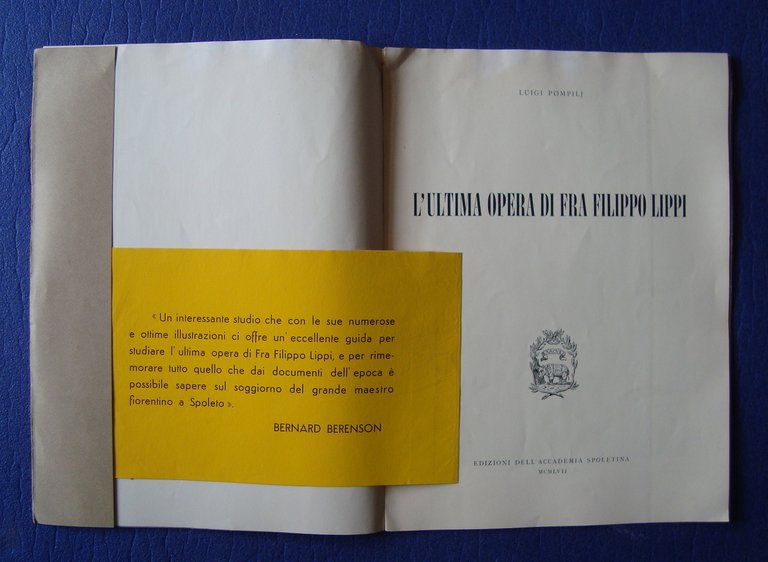 « Un interessante studio che con le sue numerose
e ottime illustrazioni ci offre un' eccellente guida per
studiare l' ultima opera di Fra Filippo Lippi, e per rime-
morare tutto quello che dai documenti dell' epoca è
possibile sapere sul soggiorno del grande maestro
fiorentino a Spoleto ».
BERNARD BERENSON
LUIGI POMPILJ
L'ULTIMA OPERA DI FRA FILIPPO LIPPI
EDIZIONI DELL'ACCADEMIA SPOLETINA
MCMLVII